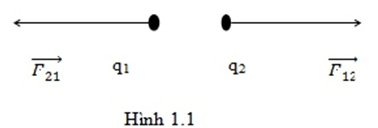 F₂₁ q₁ q₂ F₁₂
Hình 1.1